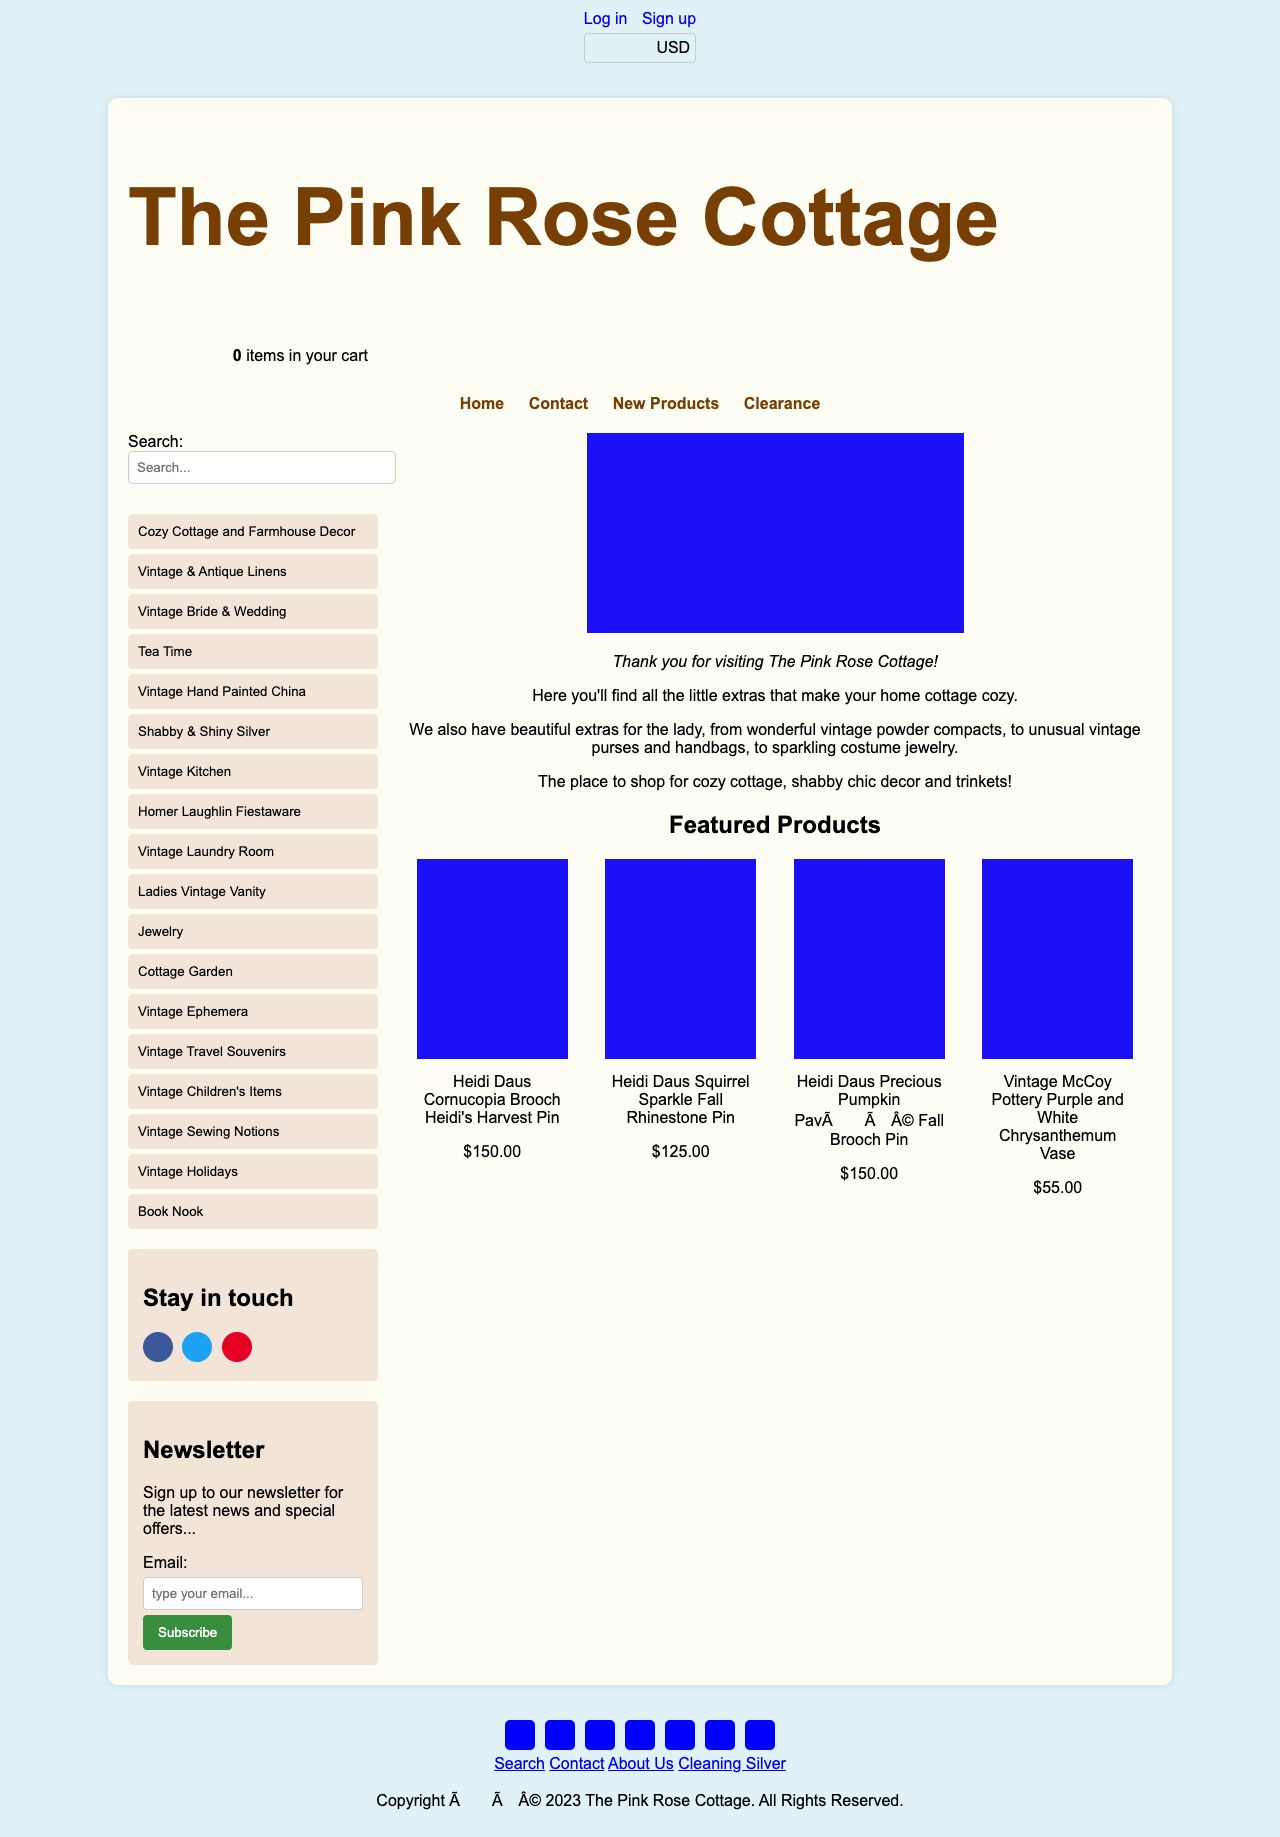 Log in Sign up
USD
The Pink Rose Cottage
0 items in your cart
Home Contact New Products Clearance
Search:
Search...
Cozy Cottage and Farmhouse Decor
Vintage & Antique Linens
Vintage Bride & Wedding
Tea Time
Vintage Hand Painted China
Shabby & Shiny Silver
Vintage Kitchen
Homer Laughlin Fiestaware
Vintage Laundry Room
Ladies Vintage Vanity
Jewelry
Cottage Garden
Vintage Ephemera
Vintage Travel Souvenirs
Vintage Children's Items
Vintage Sewing Notions
Vintage Holidays
Book Nook
Stay in touch
Newsletter
Sign up to our newsletter for
the latest news and special
offers...
Email:
type your email...
Subscribe
Thank you for visiting The Pink Rose Cottage!
Here you'll find all the little extras that make your home cottage cozy.
We also have beautiful extras for the lady, from wonderful vintage powder compacts, to unusual vintage
purses and handbags, to sparkling costume jewelry.
The place to shop for cozy cottage, shabby chic decor and trinkets!
Featured Products
Heidi Daus
Cornucopia Brooch
Heidi's Harvest Pin
$150.00
Heidi Daus Squirrel
Sparkle Fall
Rhinestone Pin
$125.00
Heidi Daus Precious
Pumpkin
PavÃ Ã Â© Fall
Brooch Pin
$150.00
Vintage McCoy
Pottery Purple and
White
Chrysanthemum
Vase
$55.00
Search Contact About Us Cleaning Silver
Copyright Ã Ã Â© 2023 The Pink Rose Cottage. All Rights Reserved.